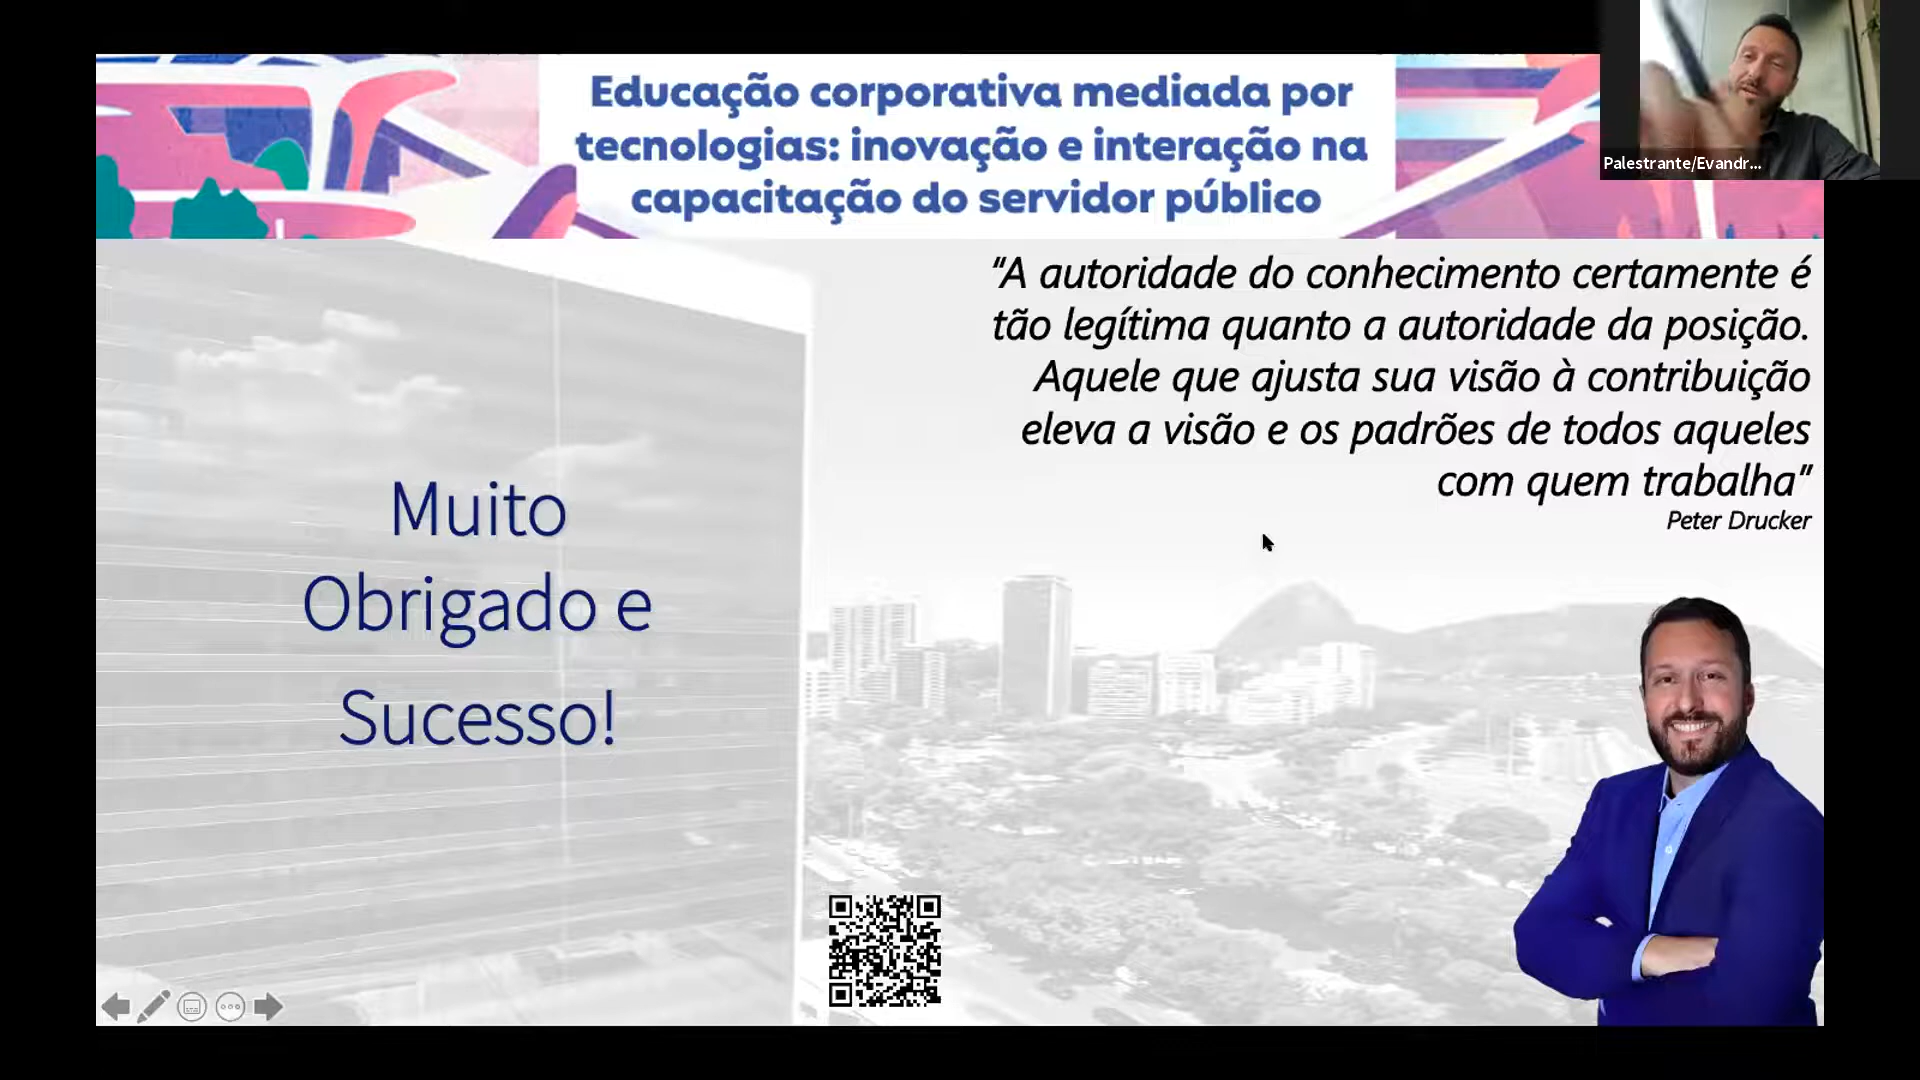 Educação corporativa mediada por
tecnologias: inovação e interação na
capacitação do servidor público
Palestrante/Evandr...
“A autoridade do conhecimento certamente é
tão legítima quanto a autoridade da posição.
Aquele que ajusta sua visão à contribuição
eleva a visão e os padrões de todos aqueles
com quem trabalha”
Peter Drucker
Muito
Obrigado e
Sucesso!